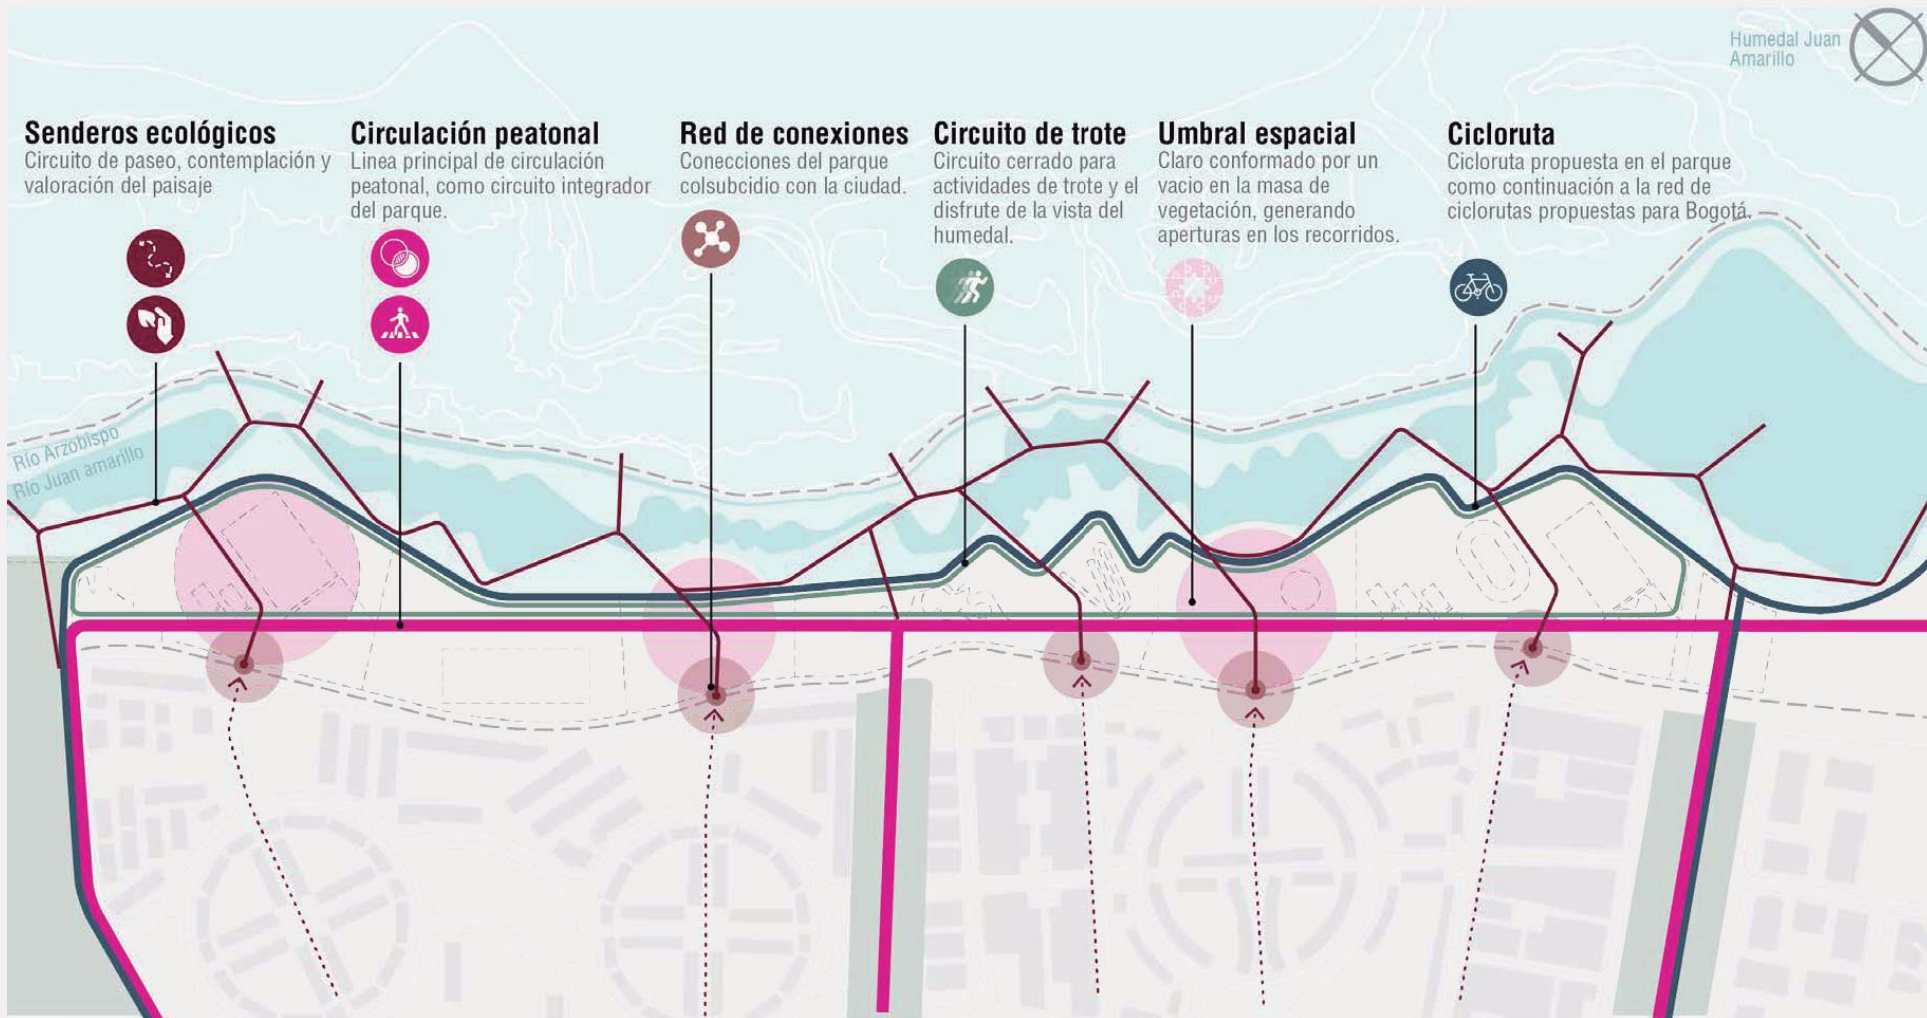 Humedal Juan
Amarillo
Senderos ecológicos
Circuito de paseo, contemplación y
valoración del paisaje
Circulación peatonal
Linea principal de circulación
peatonal, como circuito integrador
del parque.
Red de conexiones
Conecciones del parque
colsubcidio con la ciudad.
Circuito de trote
Circuito cerrado para
actividades de trote y el
disfrute de la vista del
humedal.
Umbral espacial
Claro conformado por un
vacio en la masa de
vegetación, generando
aperturas en los recorridos.
Cicloruta
Cicloruta propuesta en el parque
como continuación a la red de
ciclorutas propuestas para Bogotá.
Río Arzobispo
Río Juan amarillo